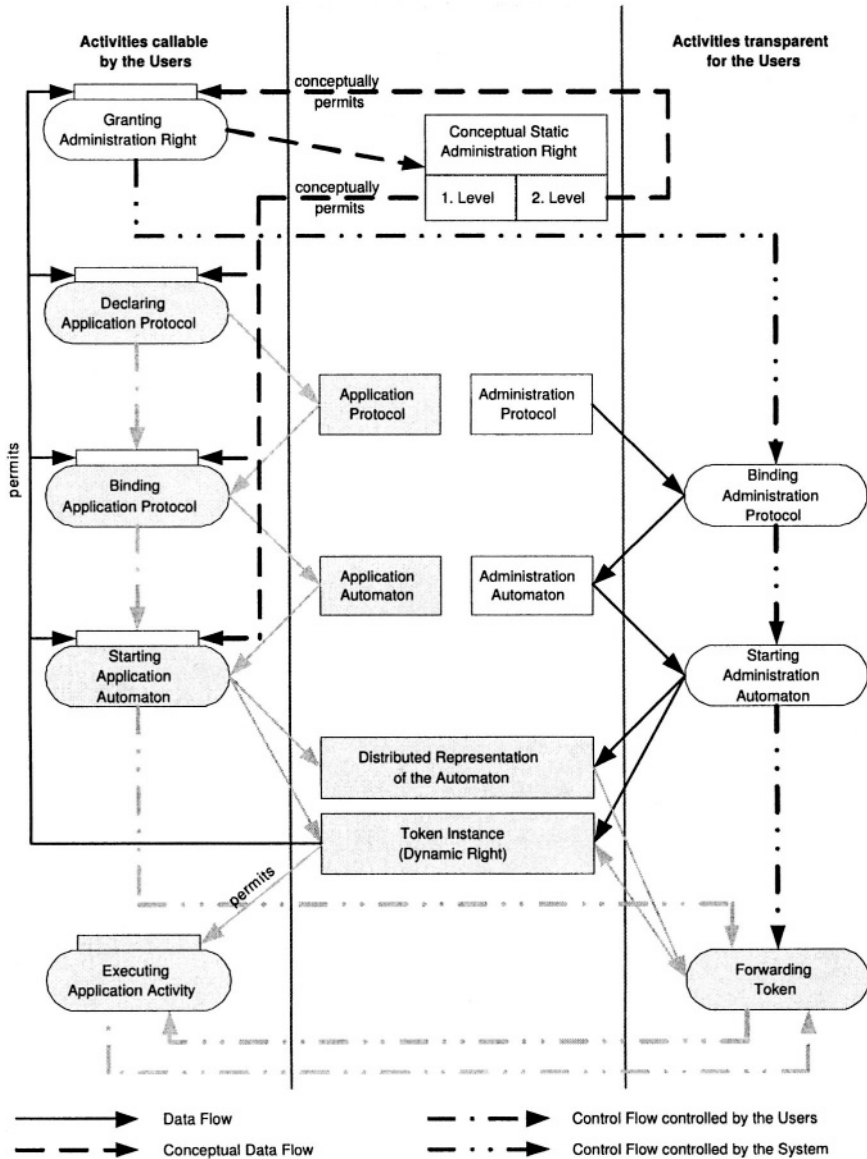 Activities callable
by the Users
Activities transparent
for the Users
conceptually
permits
Granting
Administration Right
Conceptual Static
Administration Right
conceptually
permits
1. Level
2. Level
Declaring
Application Protocol
Application
Protocol
Administration
Protocol
permits
Binding
Application Protocol
Binding
Administration
Protocol
Application
Automaton
Administration
Automaton
Starting
Application
Automaton
Starting
Administration
Automaton
Distributed Representation
of the Automaton
Token Instance
(Dynamic Right)
permits
Executing
Application Activity
Forwarding
Token
Data Flow
Control Flow controlled by the Users
Conceptual Data Flow
Control Flow controlled by the System